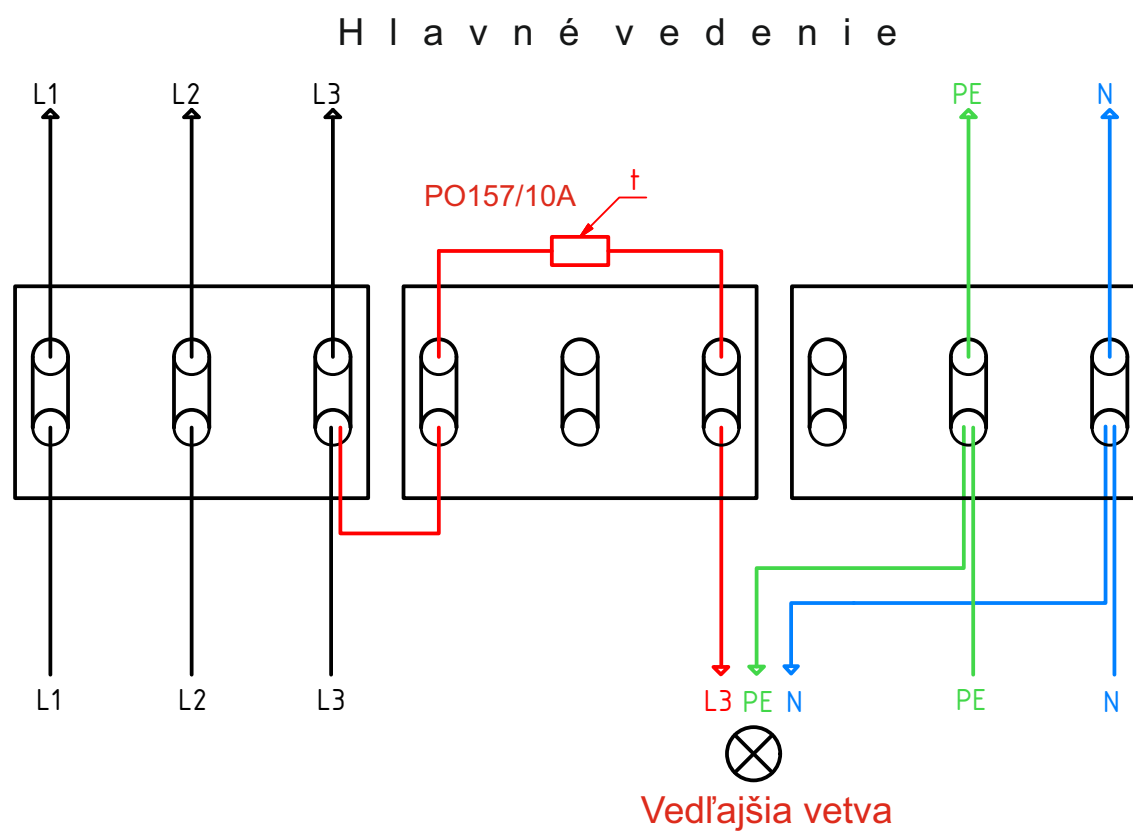 Hlavné vedenie
L1 L2 L3 PE N
PO157/10A t
L1 L2 L3 L3 PE N PE N
Vedľajšia vetva